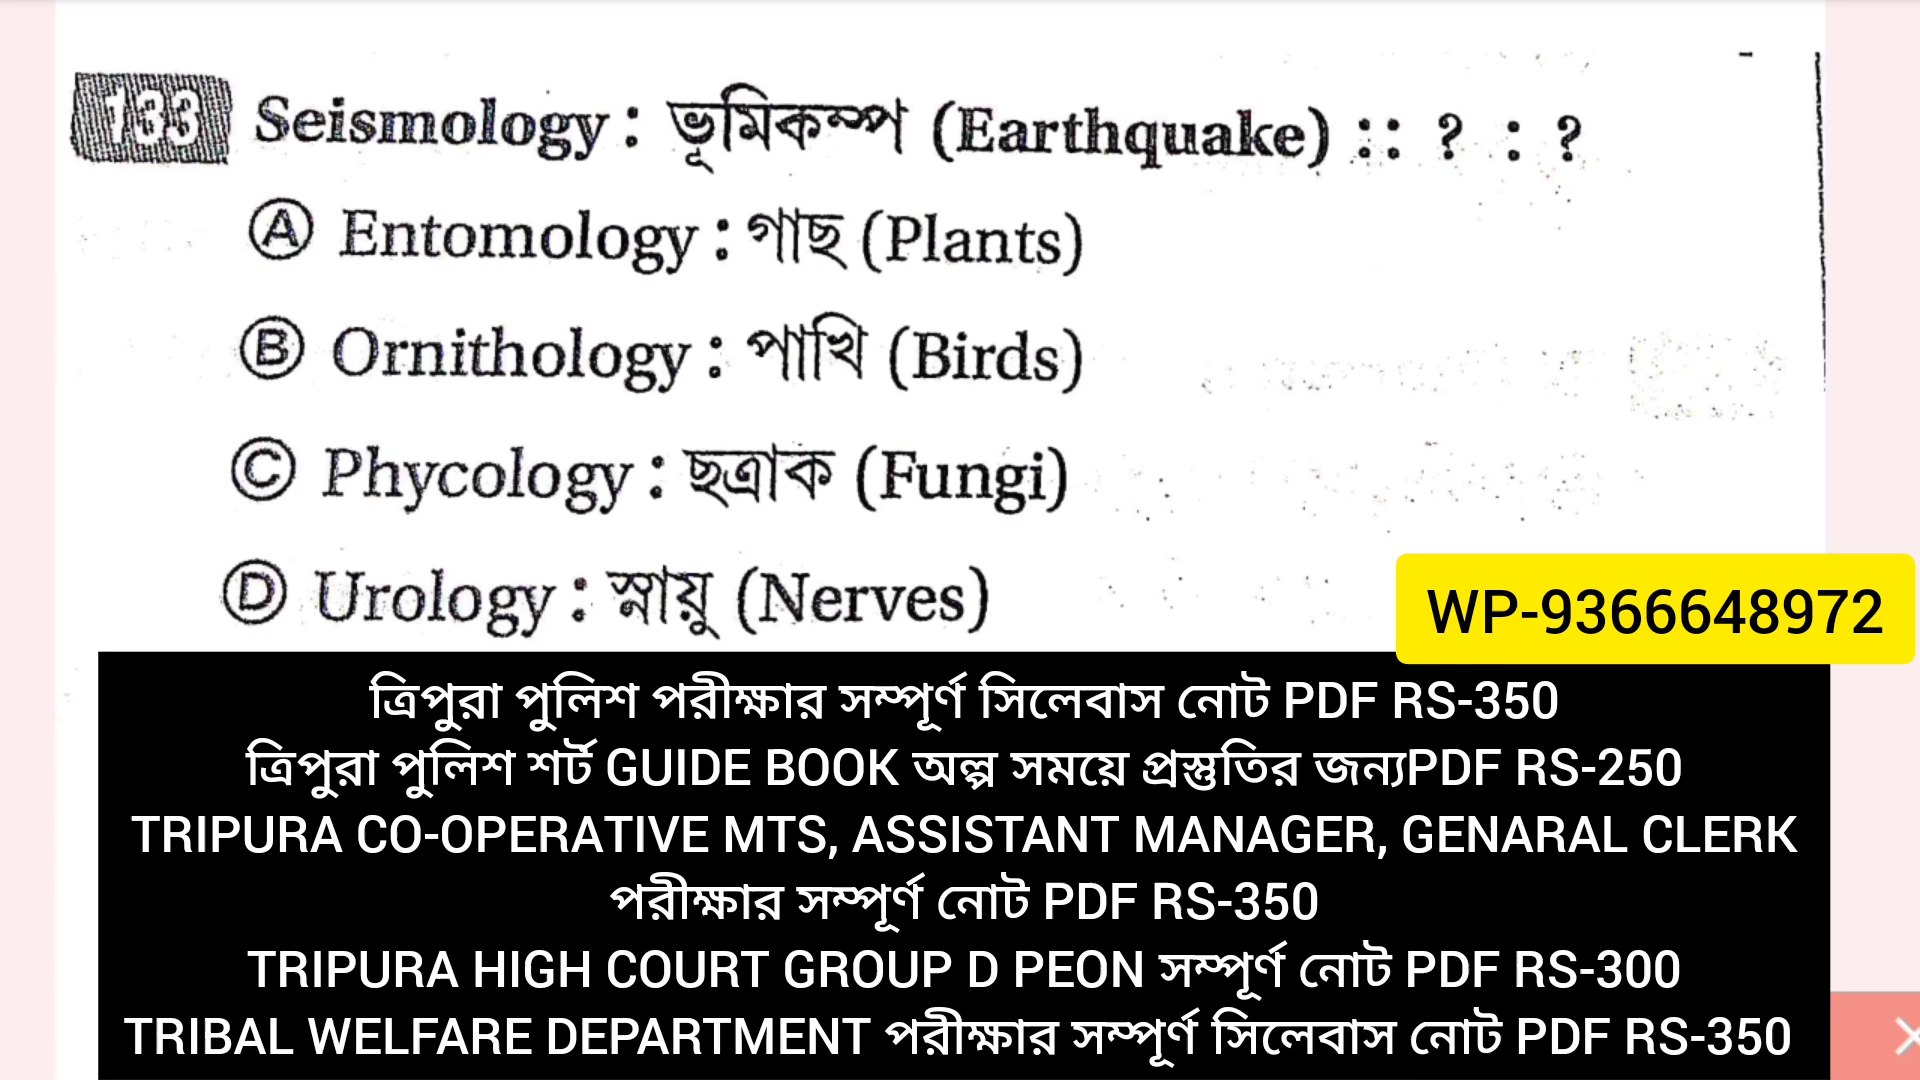 133 Seismology : ভূমিকম্প (Earthquake) :: ? : ?
Ⓐ Entomology : গাছ (Plants)
Ⓑ Ornithology : পাখি (Birds)
Ⓒ Phycology : ছত্রাক (Fungi)
Ⓓ Urology : স্নায়ু (Nerves)
WP-9366648972
ত্রিপুরা পুলিশ পরীক্ষার সম্পূর্ণ সিলেবাস নোট PDF RS-350
ত্রিপুরা পুলিশ শর্ট GUIDE BOOK অল্প সময়ে প্রস্তুতির জন্যPDF RS-250
TRIPURA CO-OPERATIVE MTS, ASSISTANT MANAGER, GENARAL CLERK
পরীক্ষার সম্পূর্ণ নোট PDF RS-350
TRIPURA HIGH COURT GROUP D PEON সম্পূর্ণ নোট PDF RS-300
TRIBAL WELFARE DEPARTMENT পরীক্ষার সম্পূর্ণ সিলেবাস নোট PDF RS-350